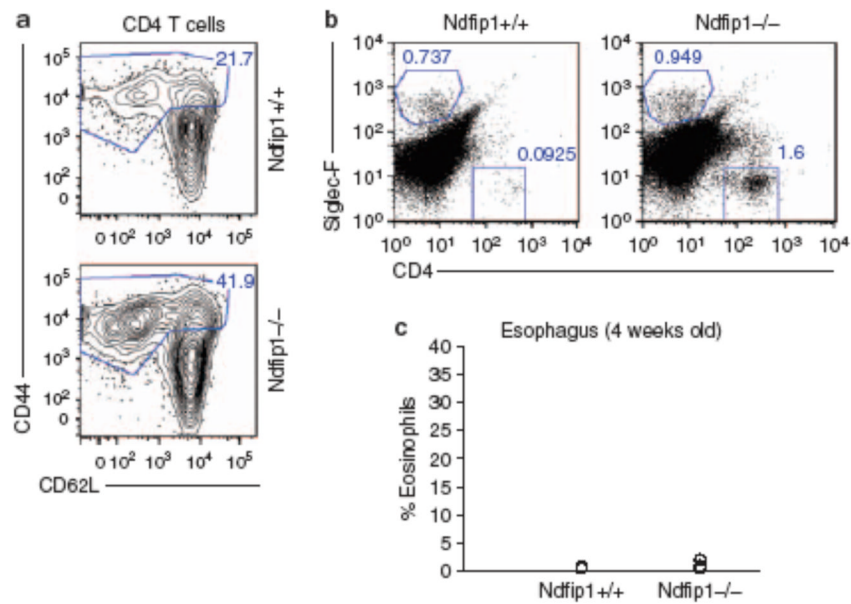 a
CD4 T cells
10⁵
10⁴
10³
10²
0
21.7
Ndfip1+/+
0 10² 10³ 10⁴ 10⁵
10⁵
10⁴
10³
10²
0
41.9
Ndfip1–/–
0 10² 10³ 10⁴ 10⁵
CD44
CD62L
b
Ndfip1+/+
Ndfip1–/–
10⁴
10³
10²
10¹
10⁰
0.737
0.0925
10⁰ 10¹ 10² 10³ 10⁴
10⁴
10³
10²
10¹
10⁰
0.949
1.6
10⁰ 10¹ 10² 10³ 10⁴
Siglec-F
CD4
c
Esophagus (4 weeks old)
% Eosinophils
40
35
30
25
20
15
10
5
0
Ndfip1+/+ Ndfip1–/–